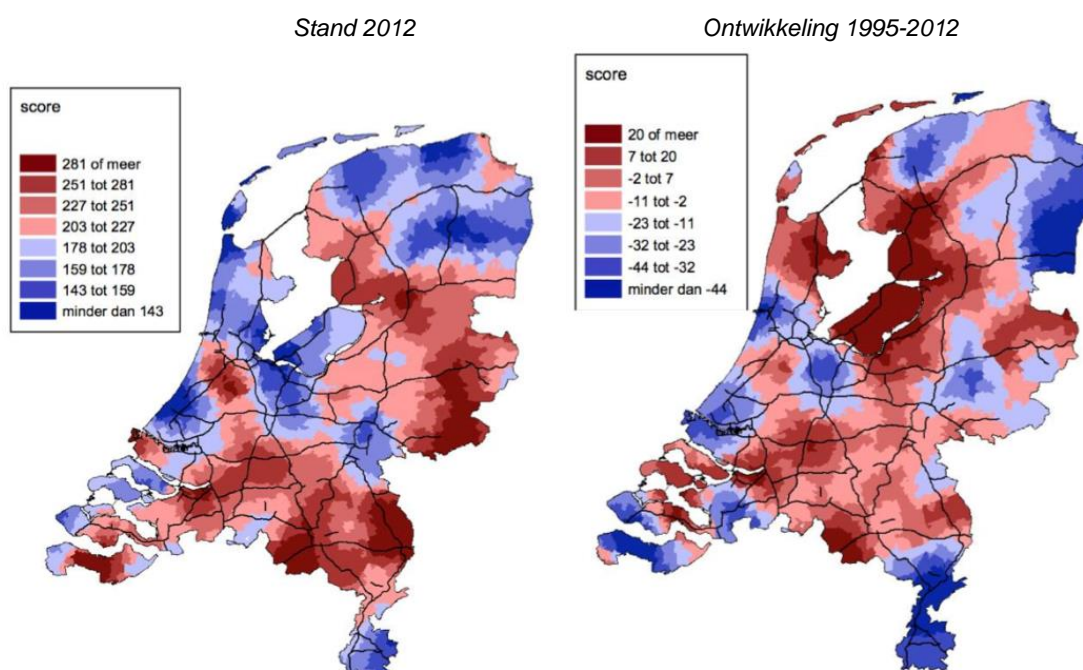 Stand 2012
Ontwikkeling 1995-2012
score
281 of meer
251 tot 281
227 tot 251
203 tot 227
178 tot 203
159 tot 178
143 tot 159
minder dan 143
score
20 of meer
7 tot 20
-2 tot 7
-11 tot -2
-23 tot -11
-32 tot -23
-44 tot -32
minder dan -44